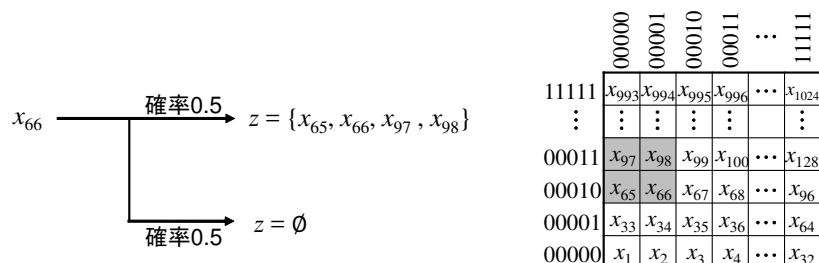 x₆₆
確率0.5
z = {x₆₅, x₆₆, x₉₇ , x₉₈}
確率0.5
z = ∅
00000 00001 00010 00011 ⋯ 11111
11111 x₉₉₃ x₉₉₄ x₉₉₅ x₉₉₆ ⋯ x₁₀₂₄
⋮ ⋮ ⋮ ⋮ ⋮ ⋮
00011 x₉₇ x₉₈ x₉₉ x₁₀₀ ⋯ x₁₂₈
00010 x₆₅ x₆₆ x₆₇ x₆₈ ⋯ x₉₆
00001 x₃₃ x₃₄ x₃₅ x₃₆ ⋯ x₆₄
00000 x₁ x₂ x₃ x₄ ⋯ x₃₂